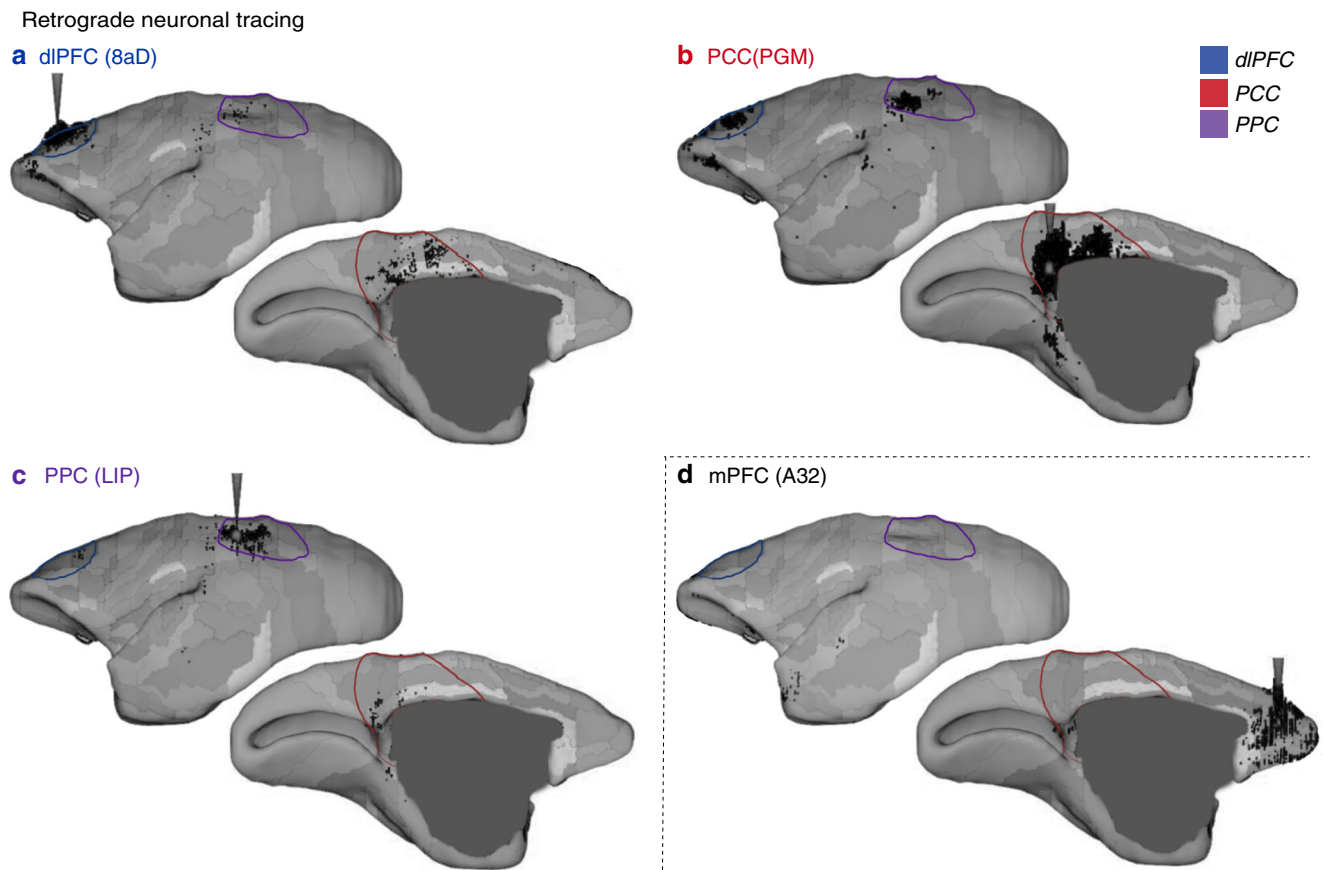 Retrograde neuronal tracing
a dlPFC (8aD)
b PCC(PGM)
dlPFC
PCC
PPC
c PPC (LIP)
d mPFC (A32)